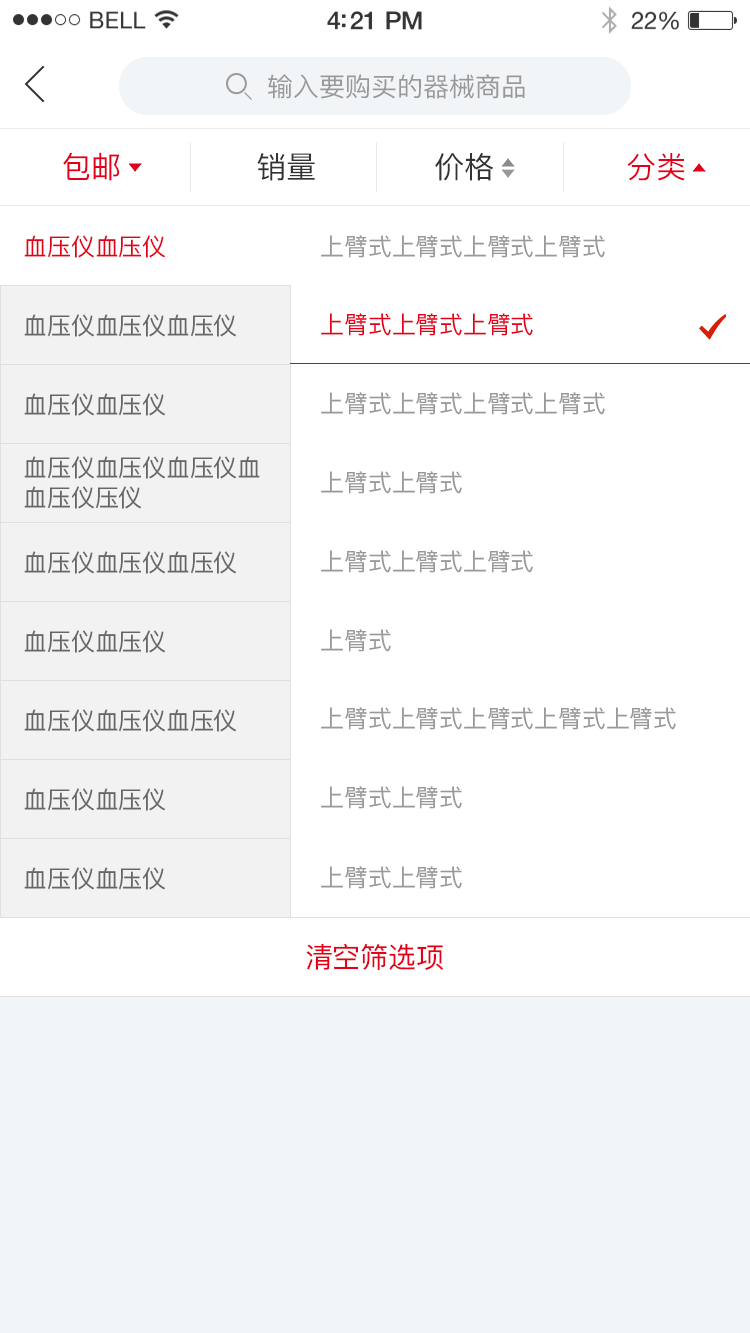 BELL 4:21 PM 22%
输入要购买的器械商品
包邮 销量 价格 分类
血压仪血压仪 上臂式上臂式上臂式上臂式
血压仪血压仪血压仪 上臂式上臂式上臂式
血压仪血压仪 上臂式上臂式上臂式上臂式
血压仪血压仪血压仪血
血压仪压仪 上臂式上臂式
血压仪血压仪血压仪 上臂式上臂式上臂式
血压仪血压仪 上臂式
血压仪血压仪血压仪 上臂式上臂式上臂式上臂式上臂式
血压仪血压仪 上臂式上臂式
血压仪血压仪 上臂式上臂式
清空筛选项